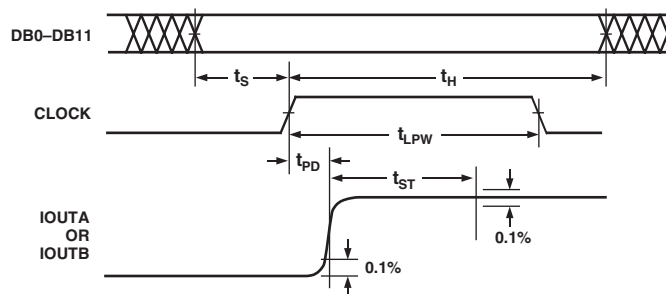 DB0–DB11
tS
tH
CLOCK
tLPW
tPD
tST
IOUTA
OR
IOUTB
0.1%
0.1%